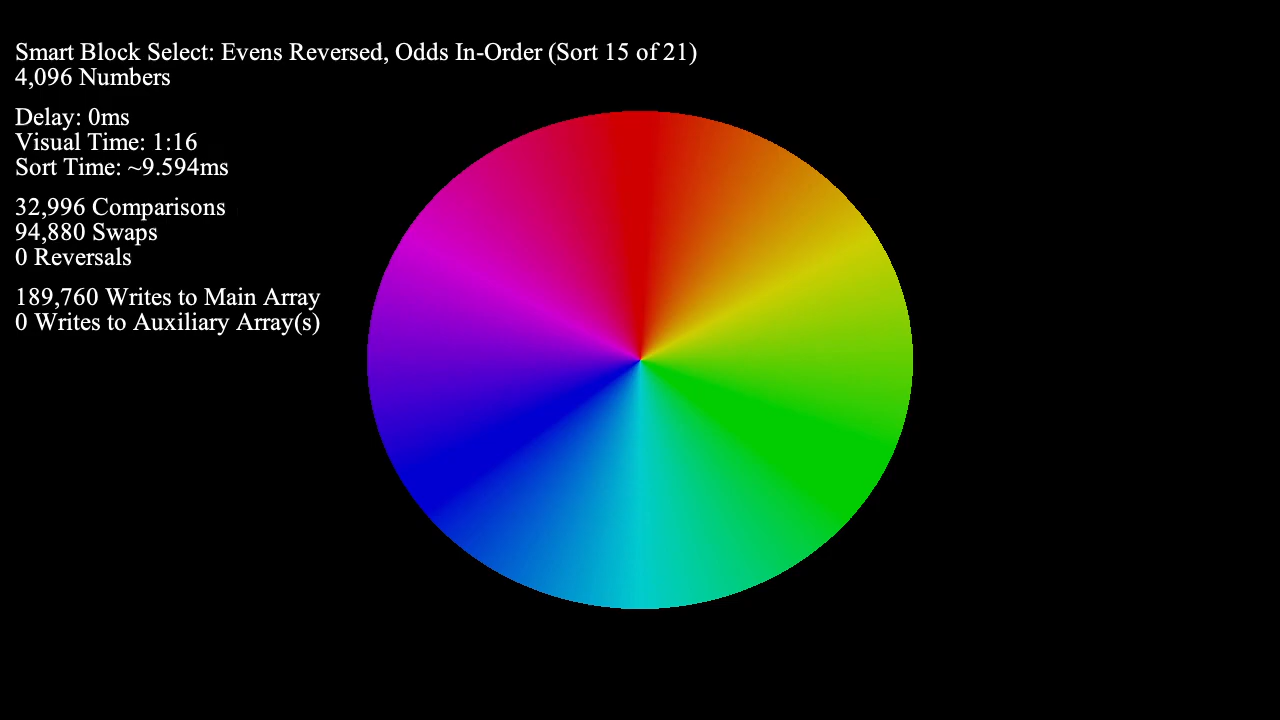 Smart Block Select: Evens Reversed, Odds In-Order (Sort 15 of 21)
4,096 Numbers
Delay: 0ms
Visual Time: 1:16
Sort Time: ~9.594ms
32,996 Comparisons
94,880 Swaps
0 Reversals
189,760 Writes to Main Array
0 Writes to Auxiliary Array(s)